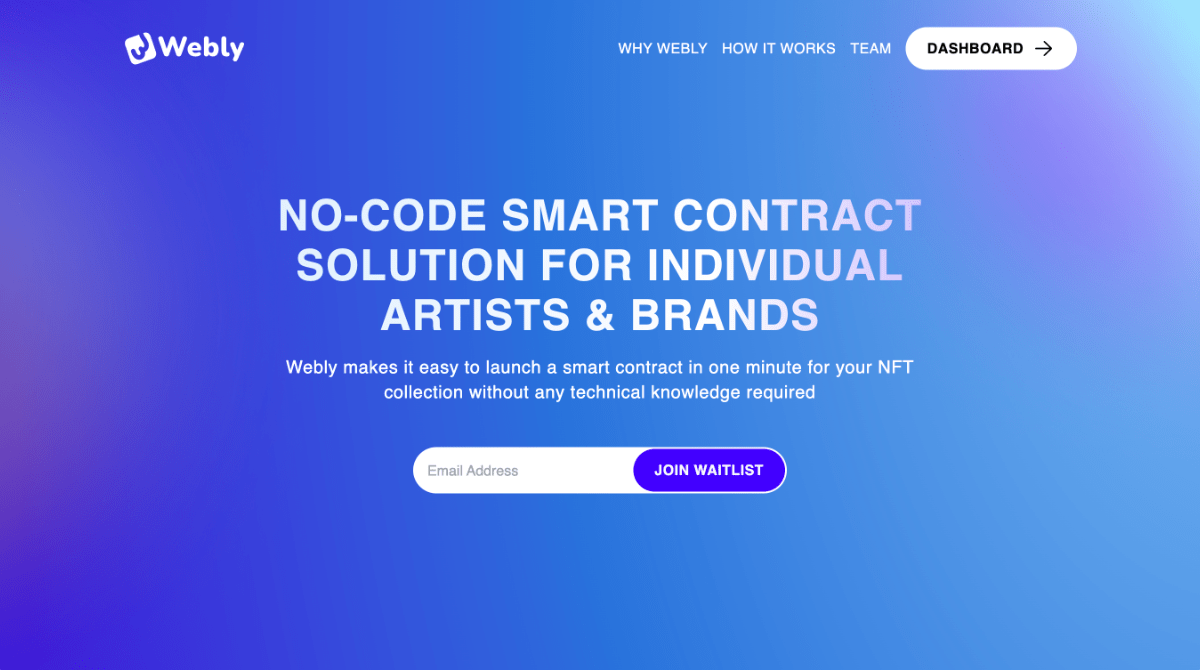 Webly
WHY WEBLY HOW IT WORKS TEAM DASHBOARD
NO-CODE SMART CONTRACT
SOLUTION FOR INDIVIDUAL
ARTISTS & BRANDS
Webly makes it easy to launch a smart contract in one minute for your NFT
collection without any technical knowledge required
Email Address JOIN WAITLIST